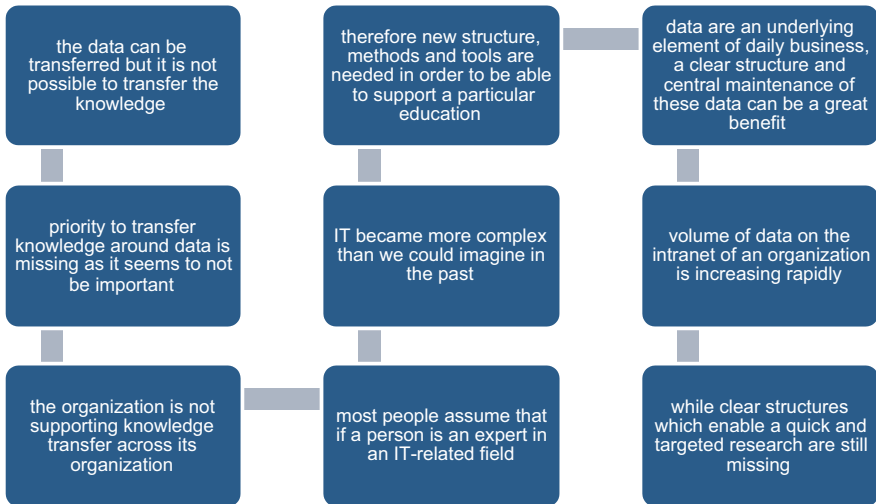 the data can be
transferred but it is not
possible to transfer the
knowledge
priority to transfer
knowledge around data is
missing as it seems to not
be important
the organization is not
supporting knowledge
transfer across its
organization
most people assume that
if a person is an expert in
an IT-related field
IT became more complex
than we could imagine in
the past
therefore new structure,
methods and tools are
needed in order to be able
to support a particular
education
data are an underlying
element of daily business,
a clear structure and
central maintenance of
these data can be a great
benefit
volume of data on the
intranet of an organization
is increasing rapidly
while clear structures
which enable a quick and
targeted research are still
missing